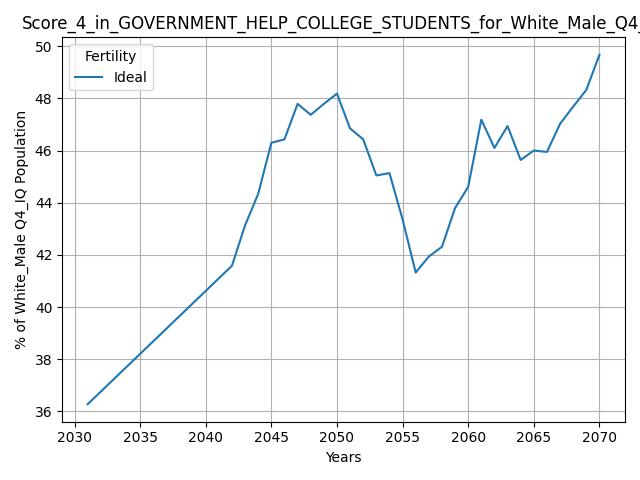 Score_4_in_GOVERNMENT_HELP_COLLEGE_STUDENTS_for_White_Male_Q4_
Fertility
Ideal
% of White_Male Q4_IQ Population
50
48
46
44
42
40
38
36
2030 2035 2040 2045 2050 2055 2060 2065 2070
Years